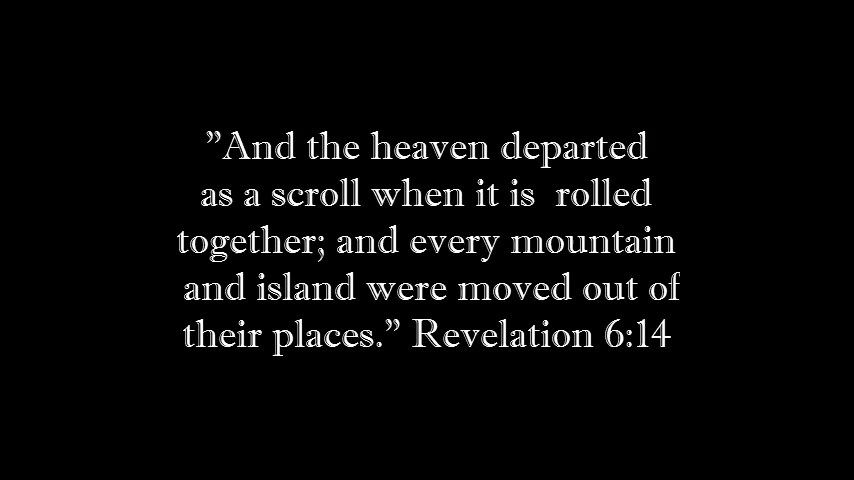 ”And the heaven departed
as a scroll when it is  rolled
together; and every mountain
and island were moved out of
their places.” Revelation 6:14